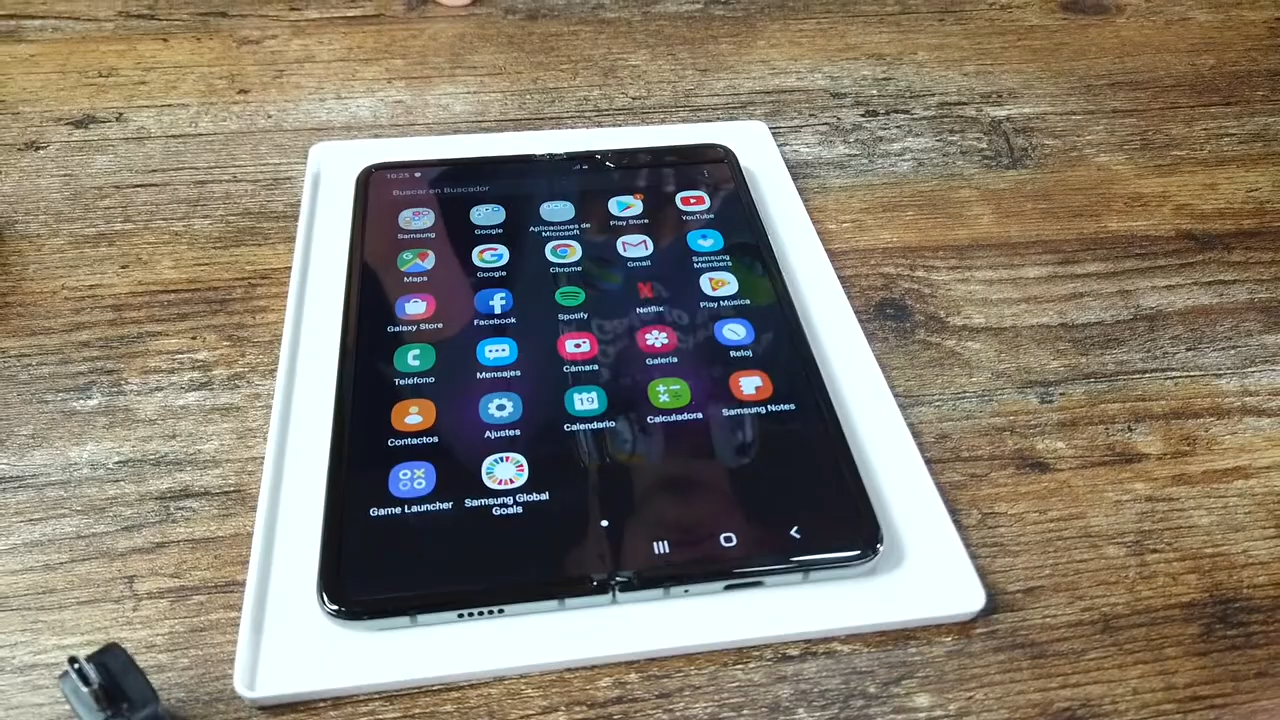 10:25
Buscar en Buscador
Samsung
Google
Aplicaciones de
Microsoft
Play Store
YouTube
Maps
Google
Chrome
Gmail
Samsung
Members
Galaxy Store
Facebook
Spotify
Netflix
Play Música
Teléfono
Mensajes
Cámara
Galería
Reloj
Contactos
Ajustes
19
Calendario
Calculadora
Samsung Notes
Game Launcher
Samsung Global
Goals